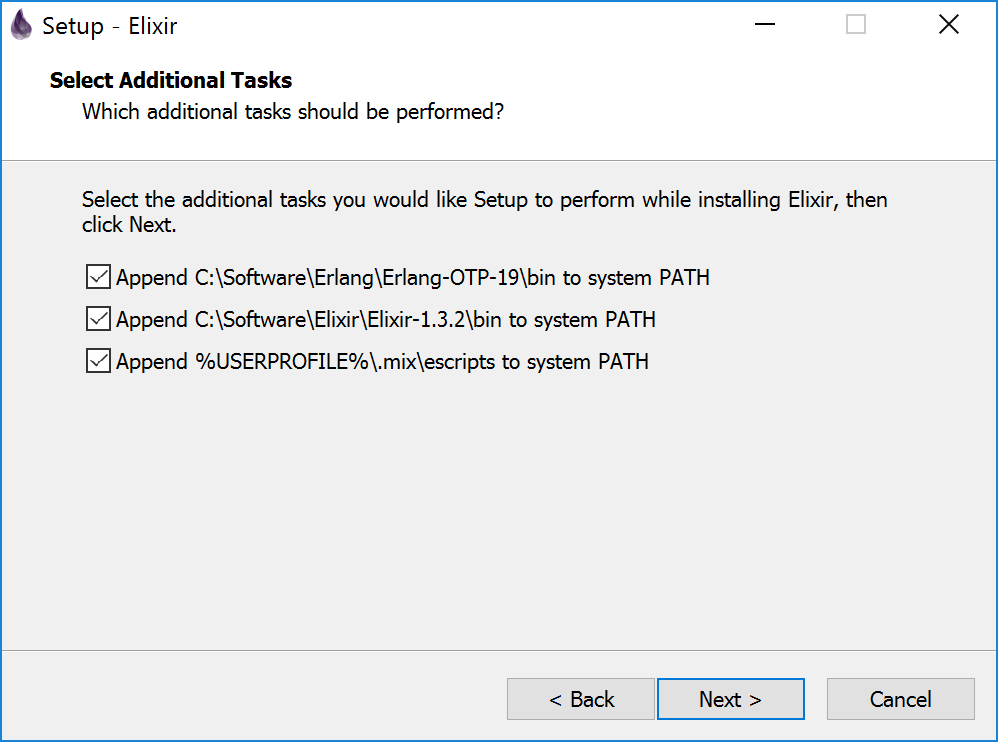 Setup - Elixir
Select Additional Tasks
Which additional tasks should be performed?
Select the additional tasks you would like Setup to perform while installing Elixir, then
click Next.
Append C:\Software\Erlang\Erlang-OTP-19\bin to system PATH
Append C:\Software\Elixir\Elixir-1.3.2\bin to system PATH
Append %USERPROFILE%\.mix\escripts to system PATH
< Back
Next >
Cancel